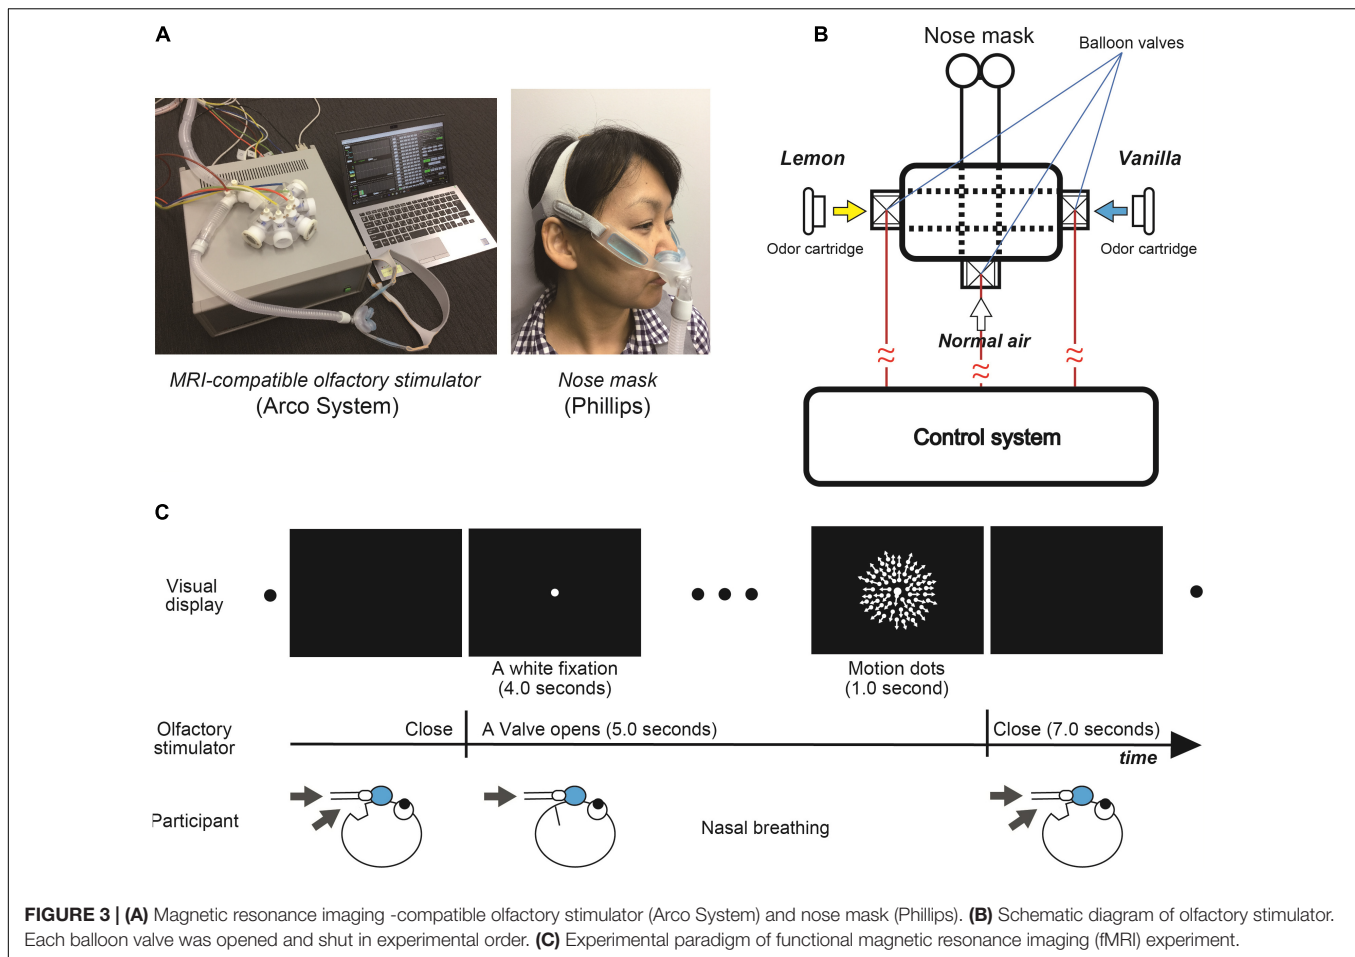 A
B
Nose mask
Balloon valves
Lemon
Vanilla
Odor cartridge
Odor cartridge
Normal air
MRI-compatible olfactory stimulator
(Arco System)
Nose mask
(Phillips)
Control system
C
Visual
display
A white fixation
(4.0 seconds)
Motion dots
(1.0 second)
Olfactory
stimulator
Close
A Valve opens (5.0 seconds)
Close (7.0 seconds)
time
Participant
Nasal breathing
FIGURE 3 | (A) Magnetic resonance imaging -compatible olfactory stimulator (Arco System) and nose mask (Phillips). (B) Schematic diagram of olfactory stimulator.
Each balloon valve was opened and shut in experimental order. (C) Experimental paradigm of functional magnetic resonance imaging (fMRI) experiment.